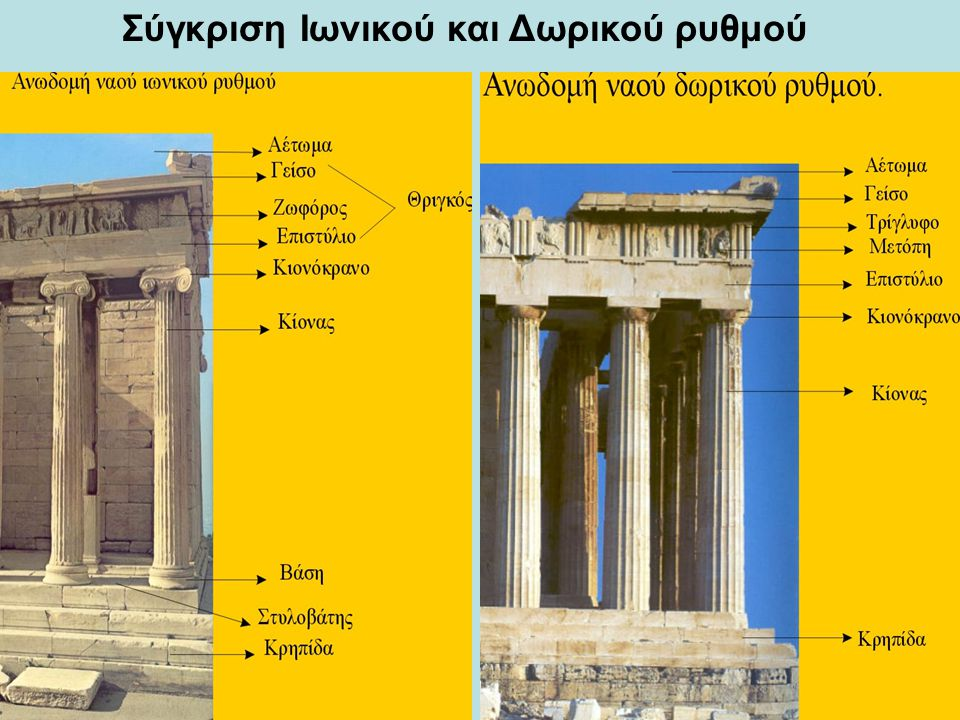 Σύγκριση Ιωνικού και Δωρικού ρυθμού
Ανωδομή ναού ιωνικού ρυθμού
Αέτωμα
Γείσο
Θριγκός
Ζωφόρος
Επιστύλιο
Κιονόκρανο
Κίονας
Βάση
Στυλοβάτης
Κρηπίδα
Ανωδομή ναού δωρικού ρυθμού.
Αέτωμα
Γείσο
Τρίγλυφο
Μετόπη
Επιστύλιο
Κιονόκρανο
Κίονας
Κρηπίδα